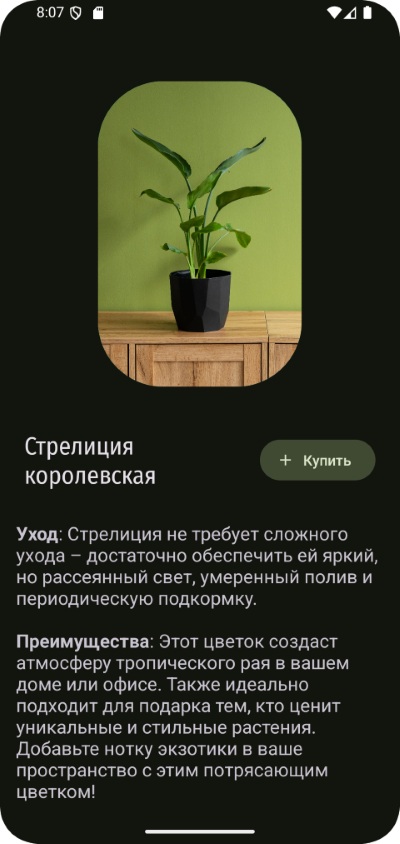 8:07
Стрелиция
королевская
+ Купить
Уход: Стрелиция не требует сложного
ухода – достаточно обеспечить ей яркий,
но рассеянный свет, умеренный полив и
периодическую подкормку.
Преимущества: Этот цветок создаст
атмосферу тропического рая в вашем
доме или офисе. Также идеально
подходит для подарка тем, кто ценит
уникальные и стильные растения.
Добавьте нотку экзотики в ваше
пространство с этим потрясающим
цветком!